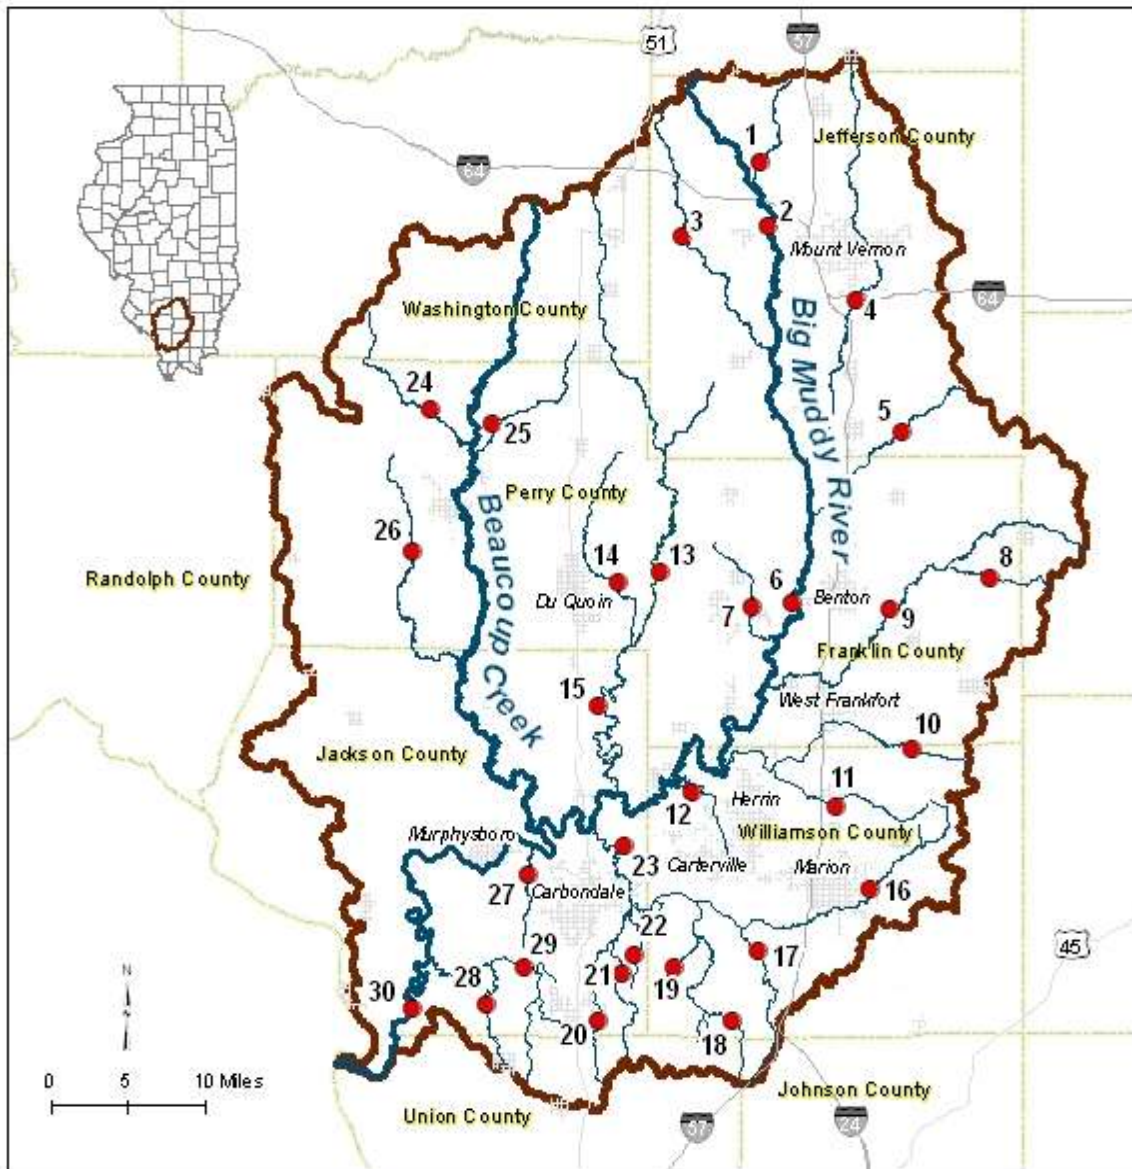 51
57
Jefferson County
1
64
2
3
Mount Vernon
Washington County
4
64
Big Muddy River
24
5
25
Perry County
Beaucoup Creek
26
14
13
8
Randolph County
Du Quoin
7
6
Benton
9
Franklin County
15
West Frankfort
10
Jackson County
11
12
Herrin
Murphysboro
Williamson County
23
Carterville
Marion
27
Carbondale
16
22
45
29
17
N
21
19
28
30
20
18
0 5 10 Miles
Johnson County
Union County
57
24